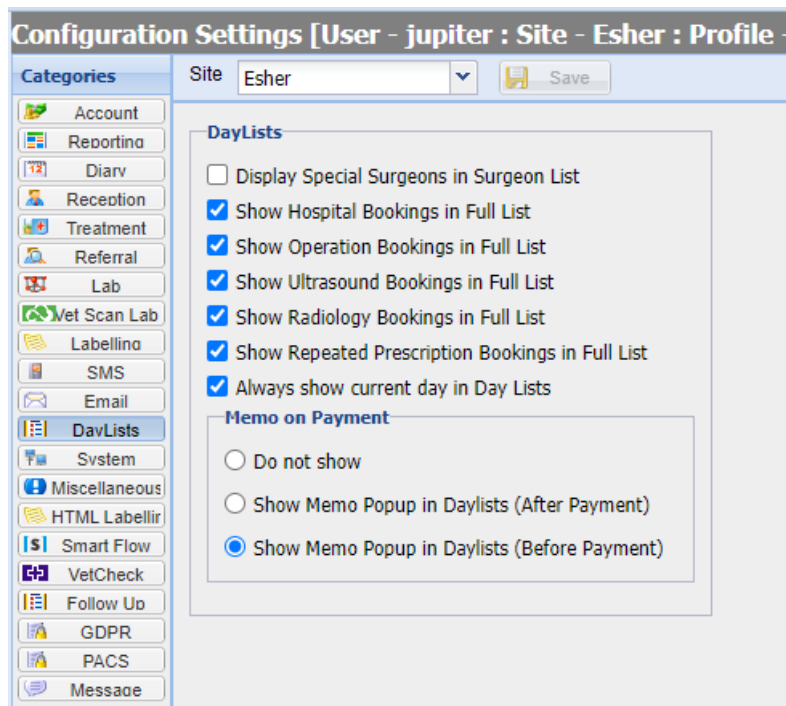 Configuration Settings [User - jupiter : Site - Esher : Profile -
Categories
Site Esher Save
Account
Reporting
Diary
Reception
Treatment
Referral
Lab
Vet Scan Lab
Labelling
SMS
Email
DayLists
System
Miscellaneous
HTML Labellin
Smart Flow
VetCheck
Follow Up
GDPR
PACS
Message
DayLists
Display Special Surgeons in Surgeon List
Show Hospital Bookings in Full List
Show Operation Bookings in Full List
Show Ultrasound Bookings in Full List
Show Radiology Bookings in Full List
Show Repeated Prescription Bookings in Full List
Always show current day in Day Lists
Memo on Payment
Do not show
Show Memo Popup in Daylists (After Payment)
Show Memo Popup in Daylists (Before Payment)